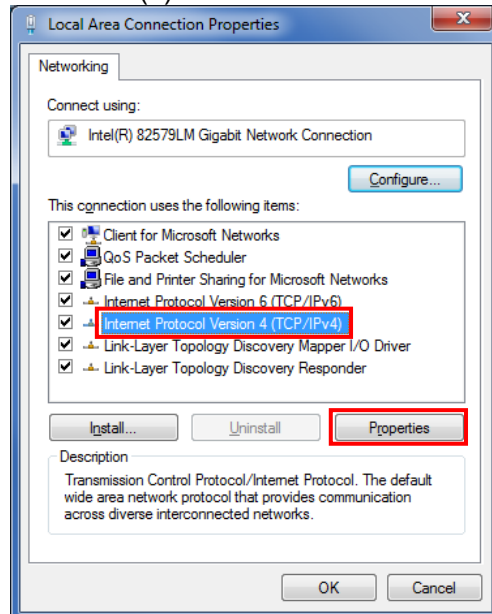 Local Area Connection Properties
Networking
Connect using:
Intel(R) 82579LM Gigabit Network Connection
Configure...
This connection uses the following items:
Client for Microsoft Networks
QoS Packet Scheduler
File and Printer Sharing for Microsoft Networks
Internet Protocol Version 6 (TCP/IPv6)
Internet Protocol Version 4 (TCP/IPv4)
Link-Layer Topology Discovery Mapper I/O Driver
Link-Layer Topology Discovery Responder
Install... Uninstall Properties
Description
Transmission Control Protocol/Internet Protocol. The default
wide area network protocol that provides communication
across diverse interconnected networks.
OK Cancel